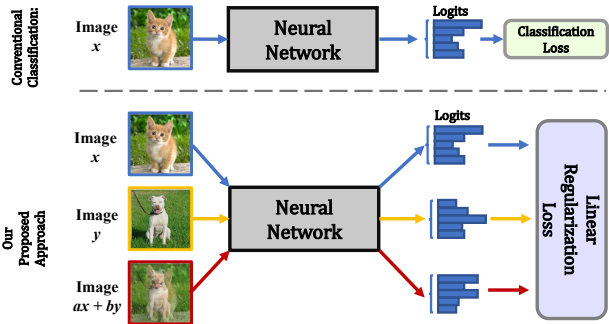 Conventional
Classification:
Image
x
Neural
Network
Logits
Classification
Loss
Our
Proposed
Approach
Image
x
Image
y
Image
ax + by
Neural
Network
Logits
Linear
Regularization
Loss